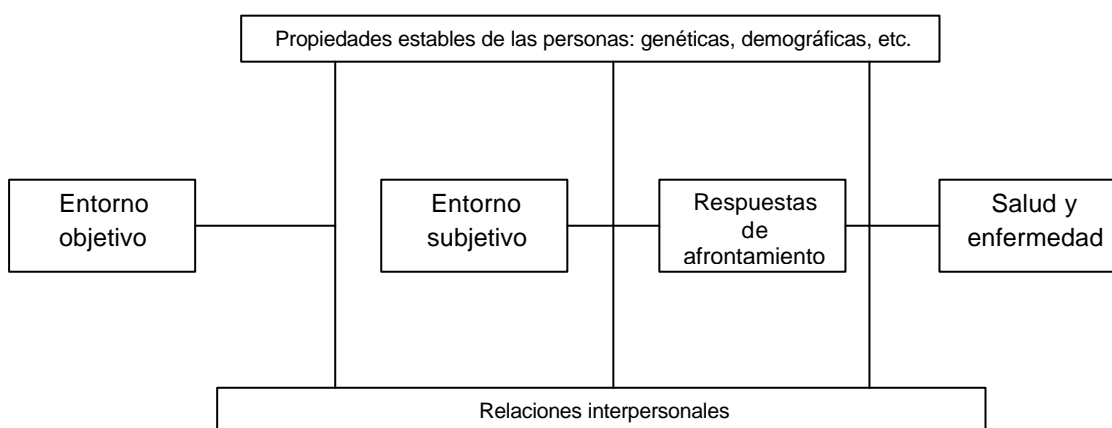 Propiedades estables de las personas: genéticas, demográficas, etc.
Entorno
objetivo
Entorno
subjetivo
Respuestas
de
afrontamiento
Salud y
enfermedad
Relaciones interpersonales